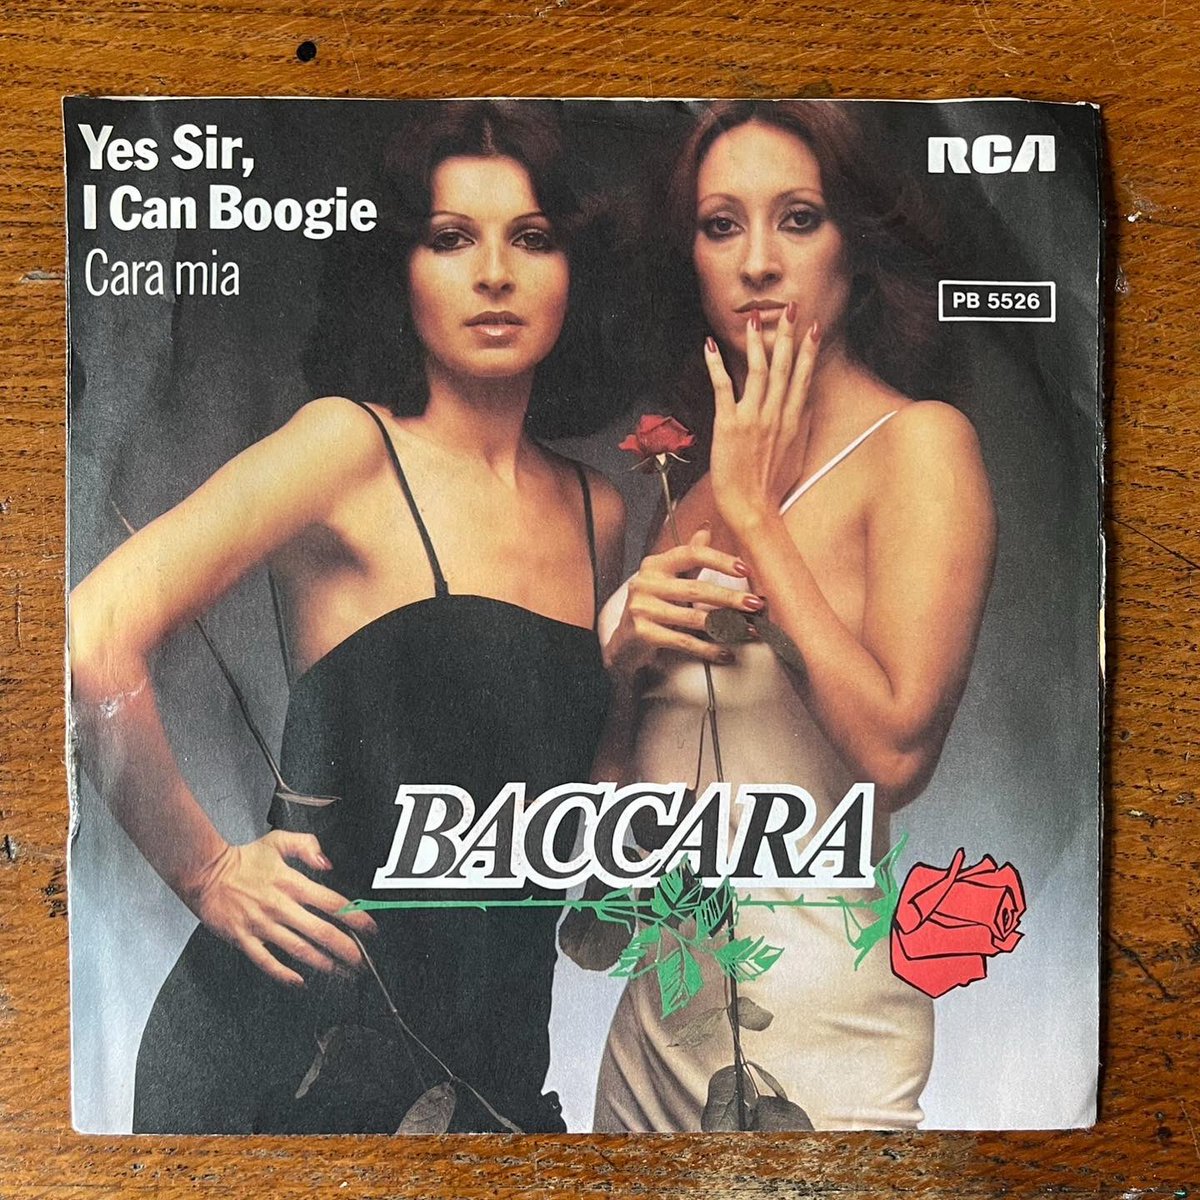 Yes Sir,
I Can Boogie
Cara mia
RCA
PB 5526
BACCARA